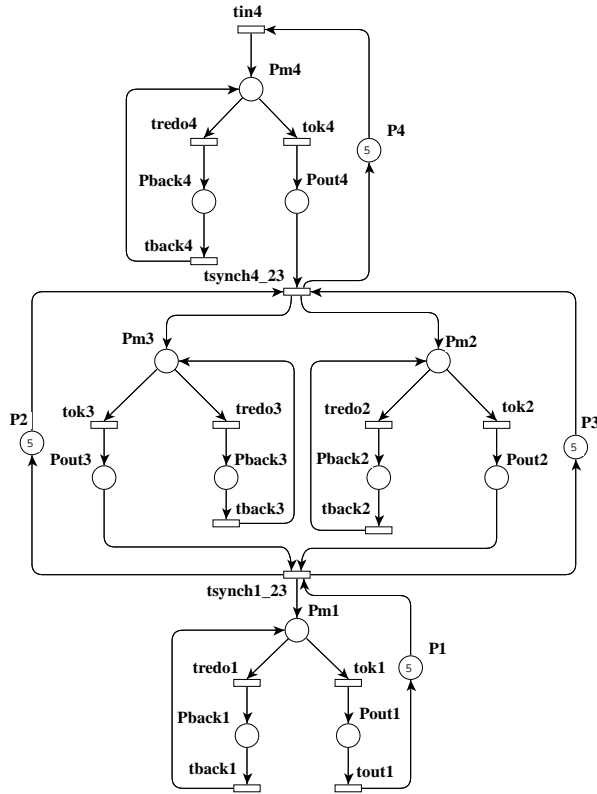 tin4
Pm4
tredo4
tok4
P4
5
Pback4
Pout4
tback4
tsynch4_23
Pm3
Pm2
tok3
tredo3
tredo2
tok2
P2
P3
5
5
Pout3
Pback3
Pback2
Pout2
tback3
tback2
tsynch1_23
Pm1
P1
tredo1
tok1
5
Pback1
Pout1
tback1
tout1